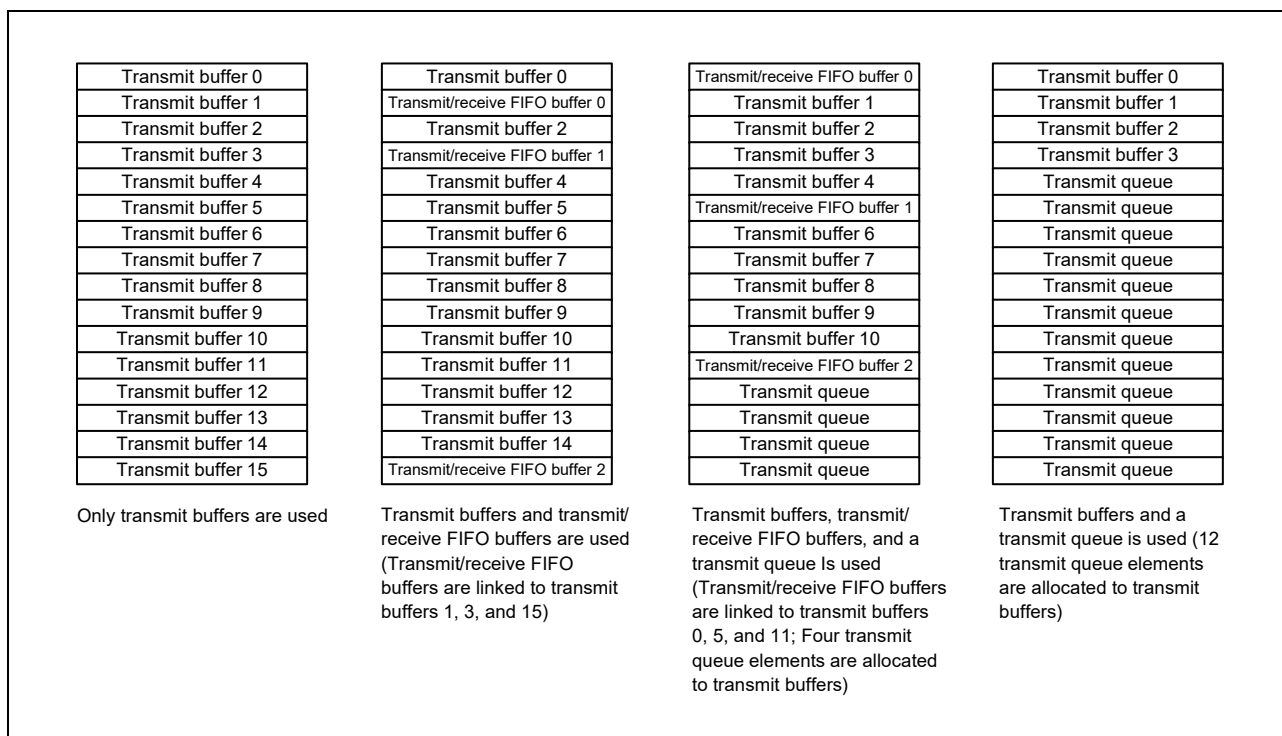 Transmit buffer 0
Transmit buffer 1
Transmit buffer 2
Transmit buffer 3
Transmit buffer 4
Transmit buffer 5
Transmit buffer 6
Transmit buffer 7
Transmit buffer 8
Transmit buffer 9
Transmit buffer 10
Transmit buffer 11
Transmit buffer 12
Transmit buffer 13
Transmit buffer 14
Transmit buffer 15
Only transmit buffers are used
Transmit buffer 0
Transmit/receive FIFO buffer 0
Transmit buffer 2
Transmit/receive FIFO buffer 1
Transmit buffer 4
Transmit buffer 5
Transmit buffer 6
Transmit buffer 7
Transmit buffer 8
Transmit buffer 9
Transmit buffer 10
Transmit buffer 11
Transmit buffer 12
Transmit buffer 13
Transmit buffer 14
Transmit/receive FIFO buffer 2
Transmit buffers and transmit/
receive FIFO buffers are used
(Transmit/receive FIFO
buffers are linked to transmit
buffers 1, 3, and 15)
Transmit/receive FIFO buffer 0
Transmit buffer 1
Transmit buffer 2
Transmit buffer 3
Transmit buffer 4
Transmit/receive FIFO buffer 1
Transmit buffer 6
Transmit buffer 7
Transmit buffer 8
Transmit buffer 9
Transmit buffer 10
Transmit/receive FIFO buffer 2
Transmit queue
Transmit queue
Transmit queue
Transmit queue
Transmit buffers, transmit/
receive FIFO buffers, and a
transmit queue Is used
(Transmit/receive FIFO buffers
are linked to transmit buffers
0, 5, and 11; Four transmit
queue elements are allocated
to transmit buffers)
Transmit buffer 0
Transmit buffer 1
Transmit buffer 2
Transmit buffer 3
Transmit queue
Transmit queue
Transmit queue
Transmit queue
Transmit queue
Transmit queue
Transmit queue
Transmit queue
Transmit queue
Transmit queue
Transmit queue
Transmit queue
Transmit buffers and a
transmit queue is used (12
transmit queue elements
are allocated to transmit
buffers)